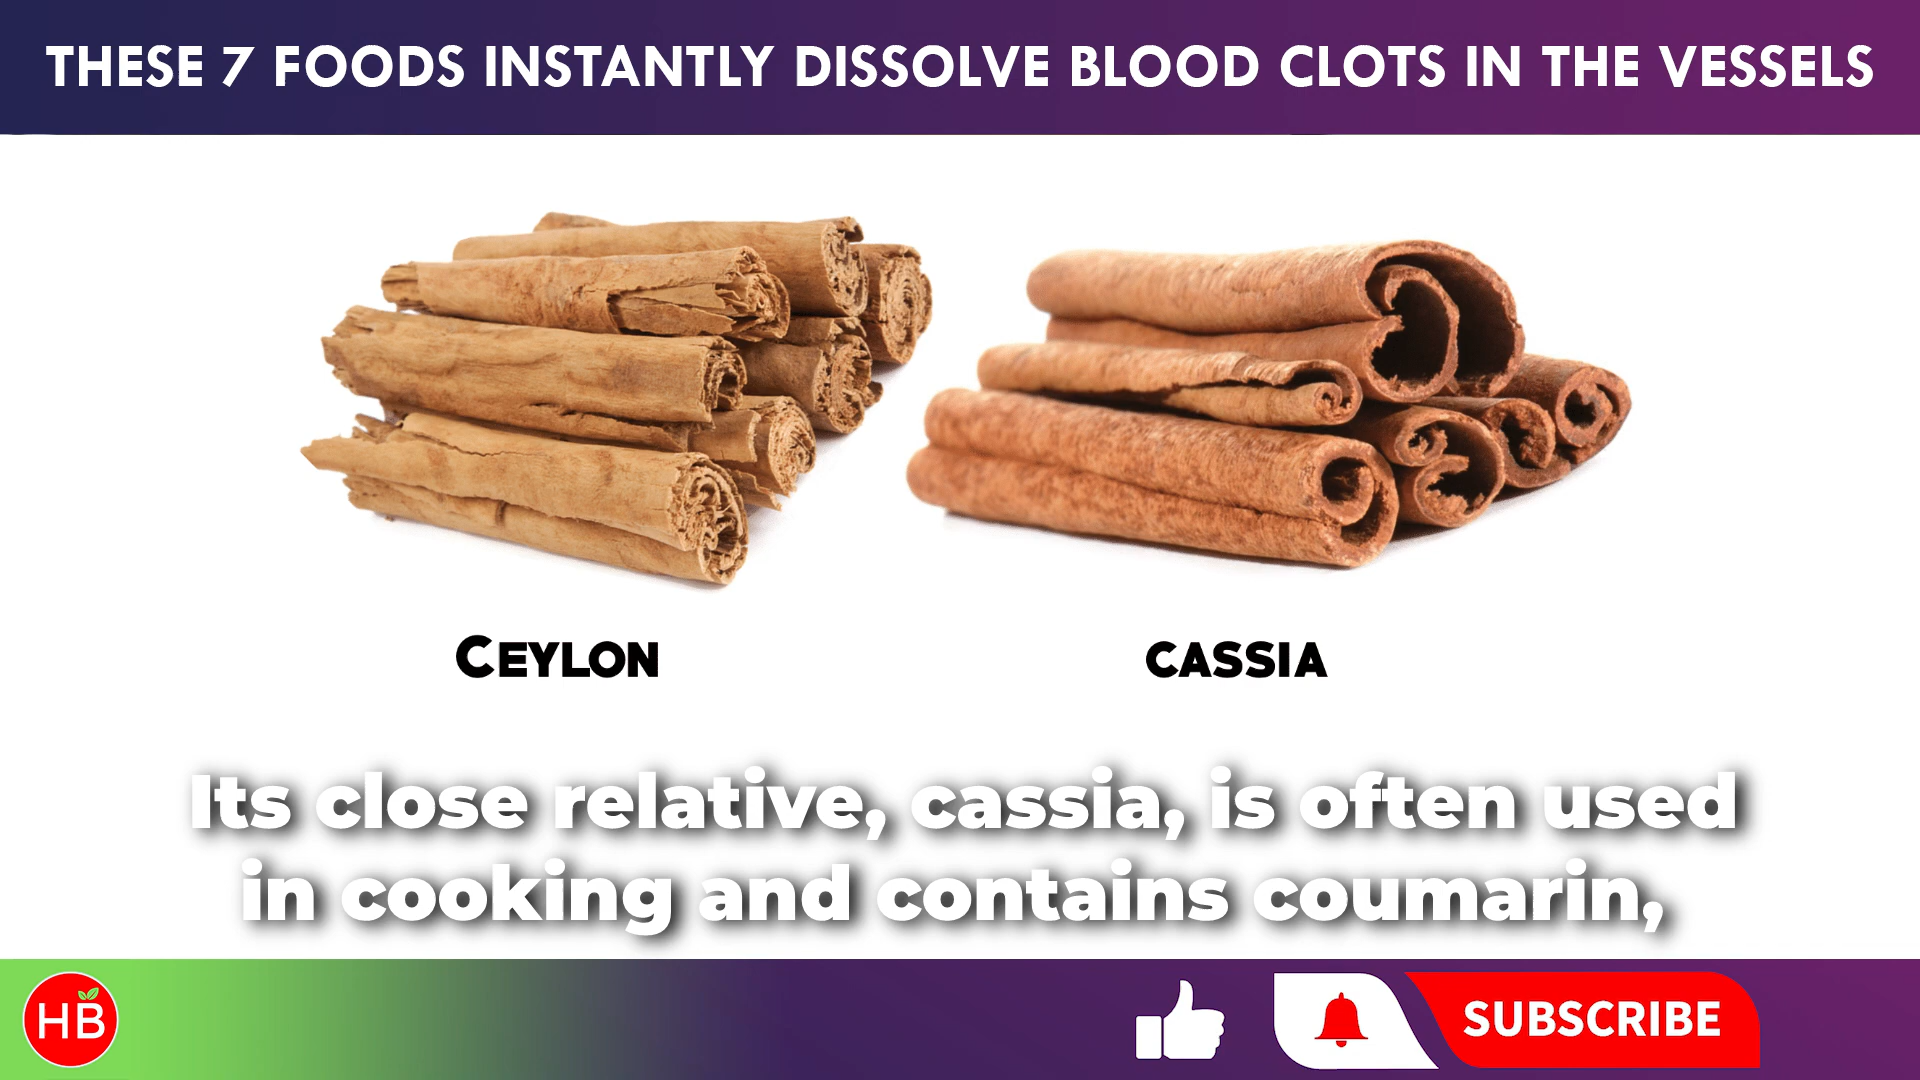 THESE 7 FOODS INSTANTLY DISSOLVE BLOOD CLOTS IN THE VESSELS
CEYLON
CASSIA
Its close relative, cassia, is often used
in cooking and contains coumarin,
HB
SUBSCRIBE